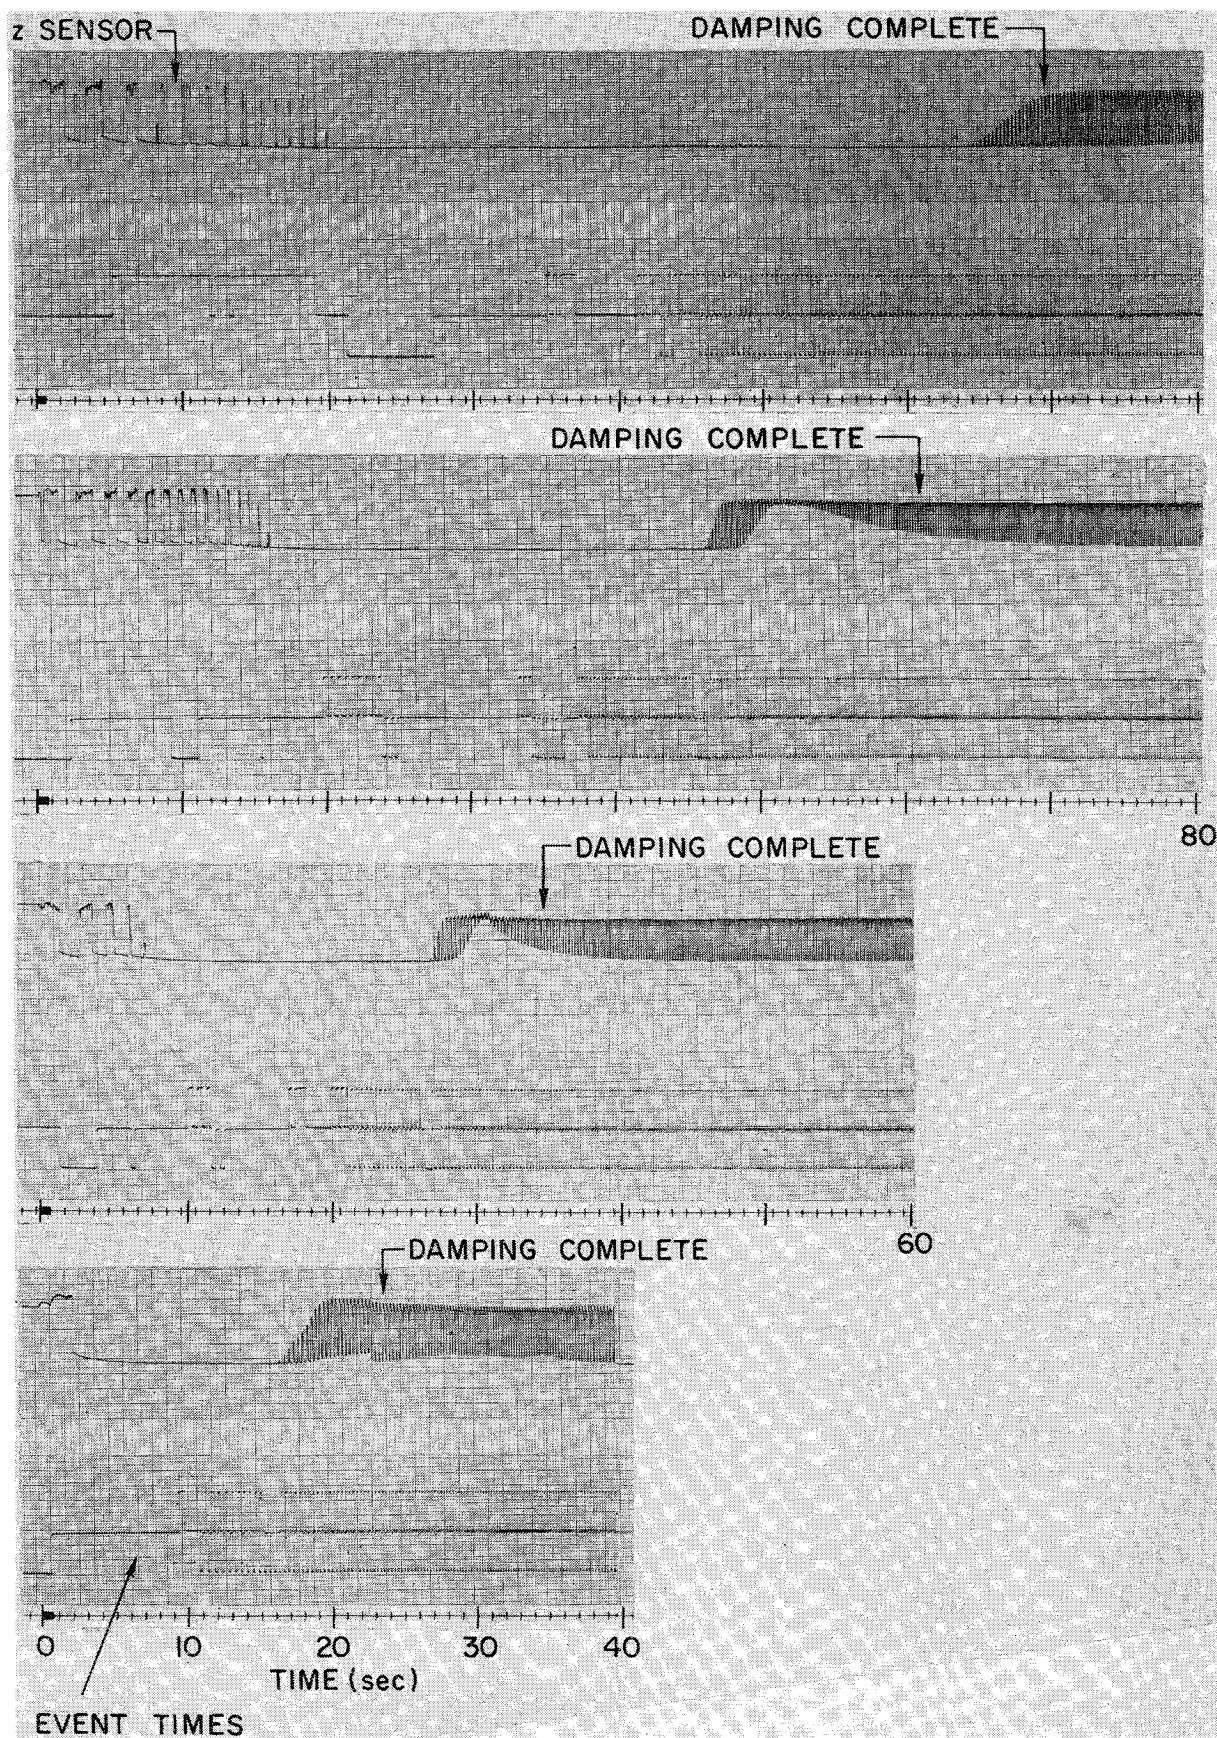 z SENSOR
DAMPING COMPLETE
DAMPING COMPLETE
80
DAMPING COMPLETE
60
DAMPING COMPLETE
0 10 20 30 40
TIME (sec)
EVENT TIMES